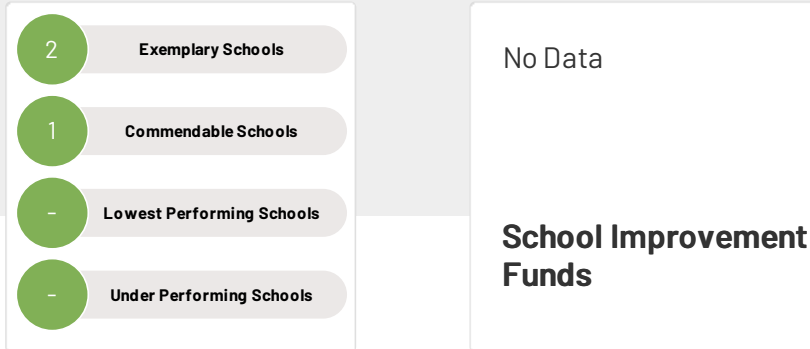 2
Exemplary Schools
1
Commendable Schools
-
Lowest Performing Schools
-
Under Performing Schools
No Data
School Improvement
Funds